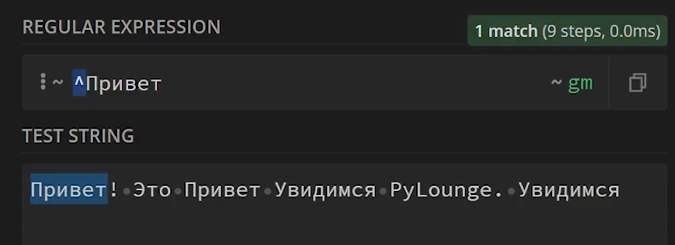 REGULAR EXPRESSION
1 match (9 steps, 0.0ms)
~ ^Привет ~ gm
TEST STRING
Привет! Это Привет Увидимся PyLounge. Увидимся